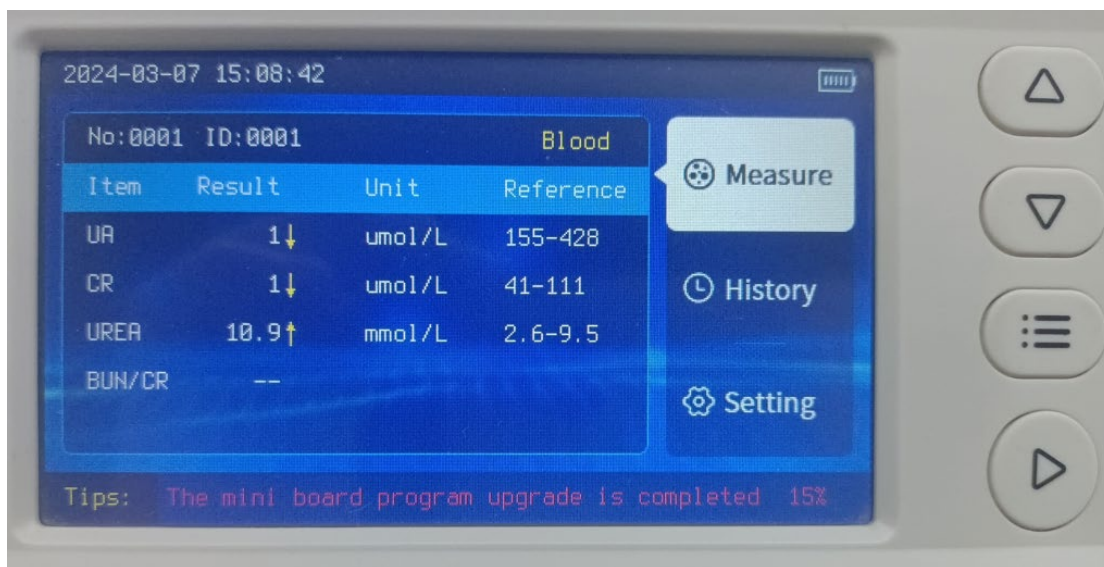 2024-03-07 15:08:42
No:0001 ID:0001 Blood
Item Result Unit Reference
UA 1↓ umol/L 155-428
CR 1↓ umol/L 41-111
UREA 10.9↑ mmol/L 2.6-9.5
BUN/CR --
Measure
History
Setting
Tips: The mini board program upgrade is completed 15%